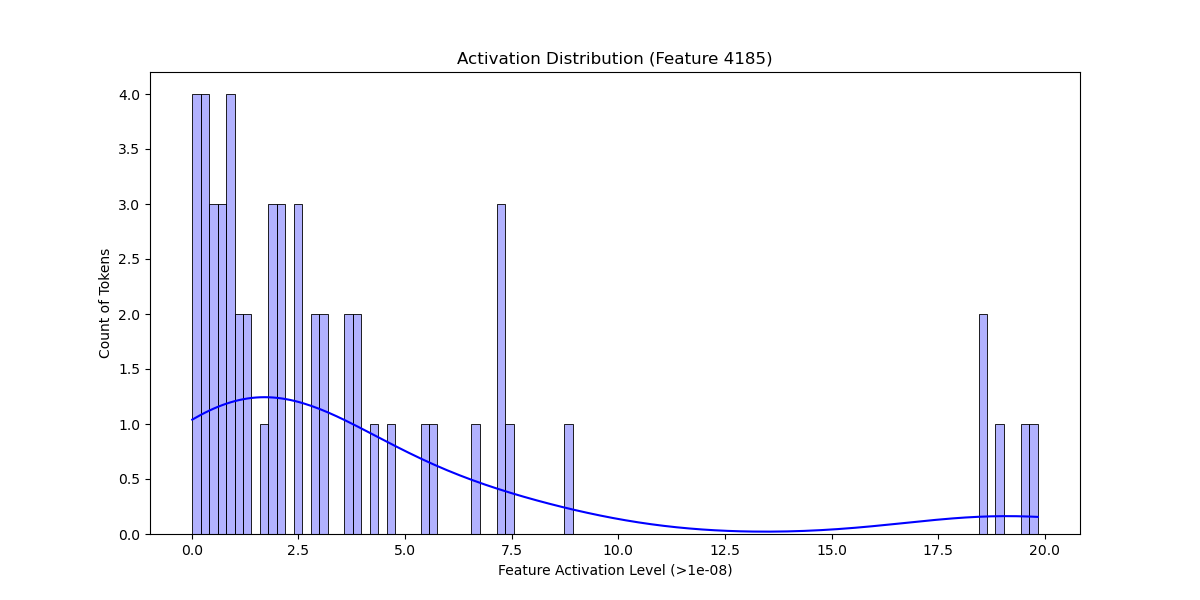 Activation Distribution (Feature 4185)
4.0
3.5
3.0
2.5
2.0
1.5
1.0
0.5
0.0
Count of Tokens
0.0 2.5 5.0 7.5 10.0 12.5 15.0 17.5 20.0
Feature Activation Level (>1e-08)